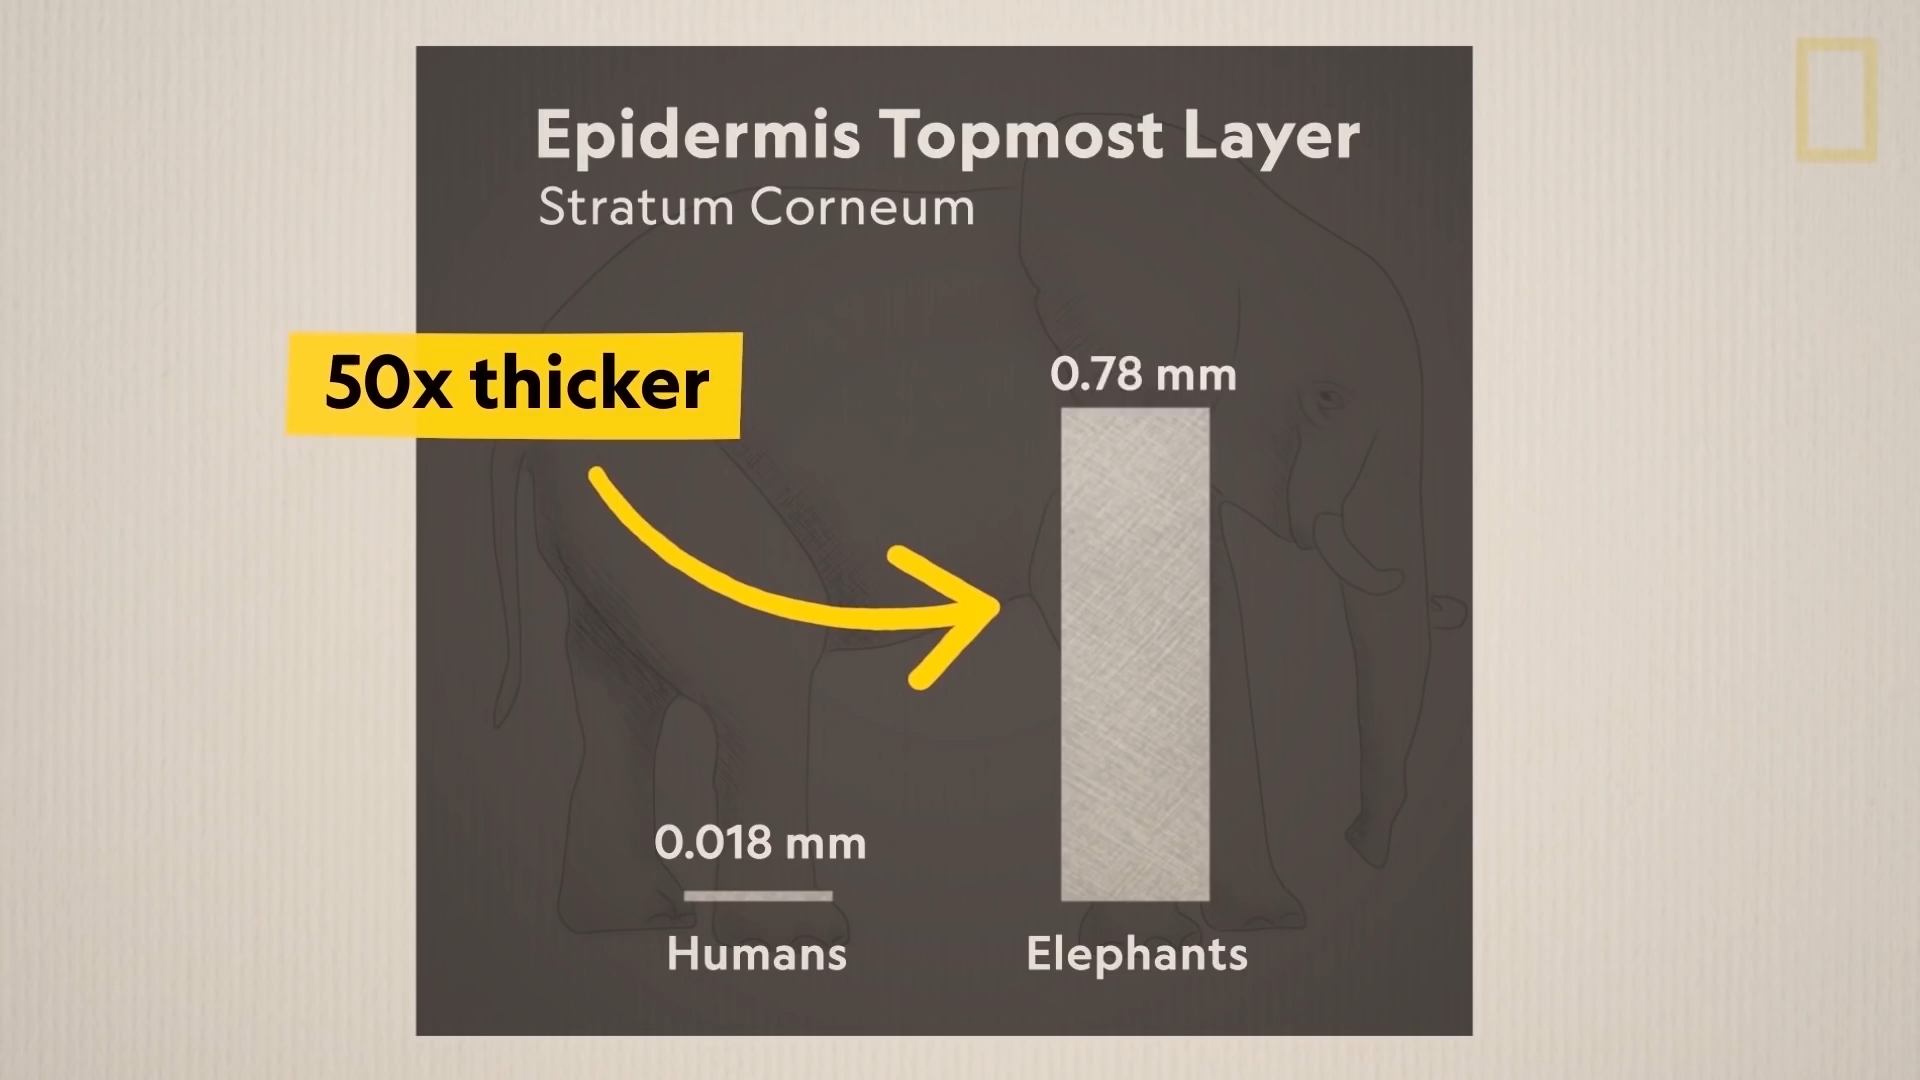 Epidermis Topmost Layer
Stratum Corneum
50x thicker
0.78 mm
0.018 mm
Humans
Elephants